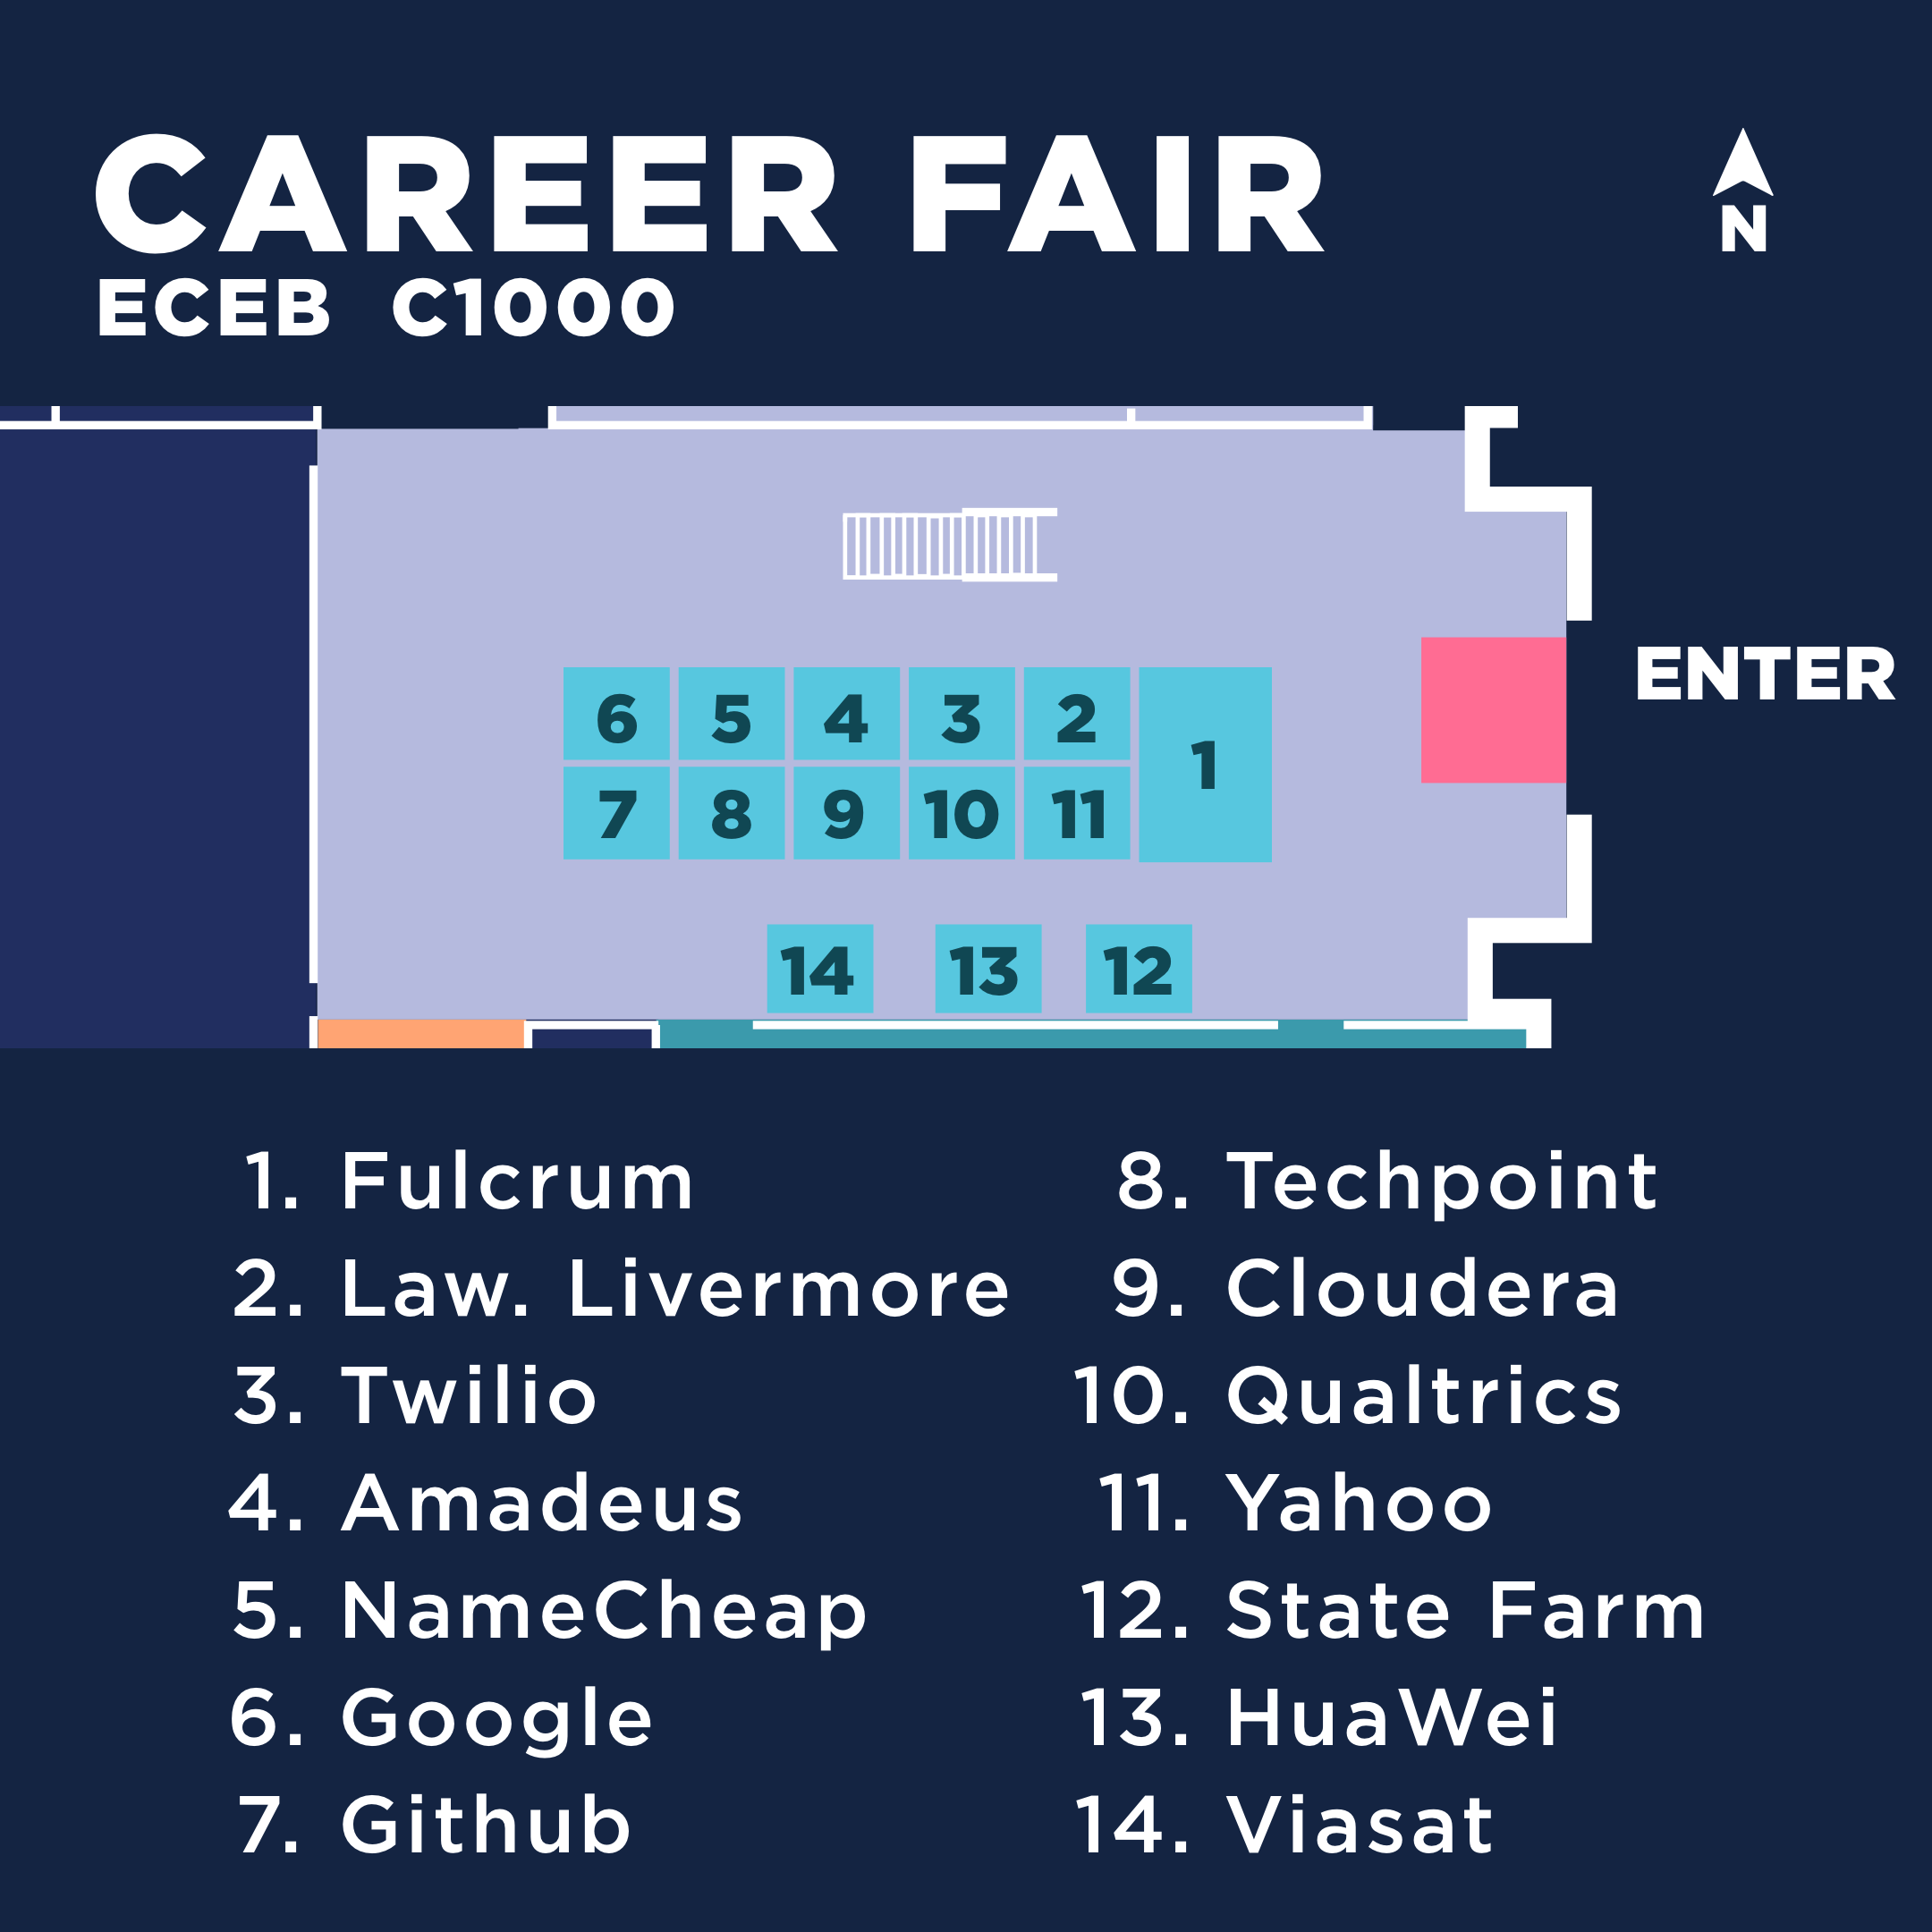 CAREER FAIR
N
ECEB C1000
ENTER
6 5 4 3 2
1
7 8 9 10 11
14 13 12
1. Fulcrum
2. Law. Livermore
3. Twilio
4. Amadeus
5. NameCheap
6. Google
7. Github
8. Techpoint
9. Cloudera
10. Qualtrics
11. Yahoo
12. State Farm
13. HuaWei
14. Viasat